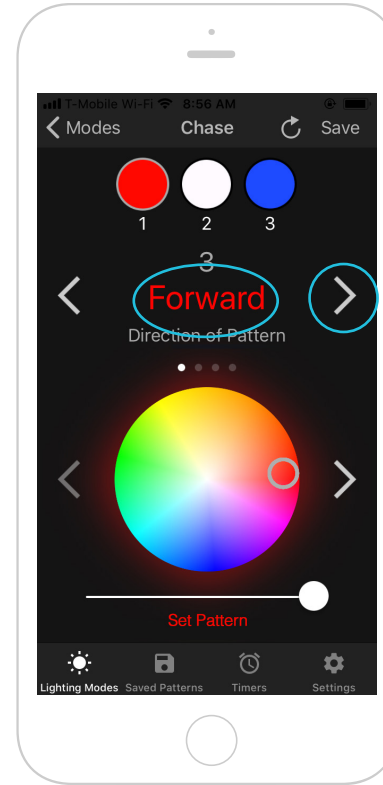 T-Mobile Wi-Fi 8:56 AM
Modes Chase Save
1 2 3
3
Forward
Direction of Pattern
Set Pattern
Lighting Modes Saved Patterns Timers Settings